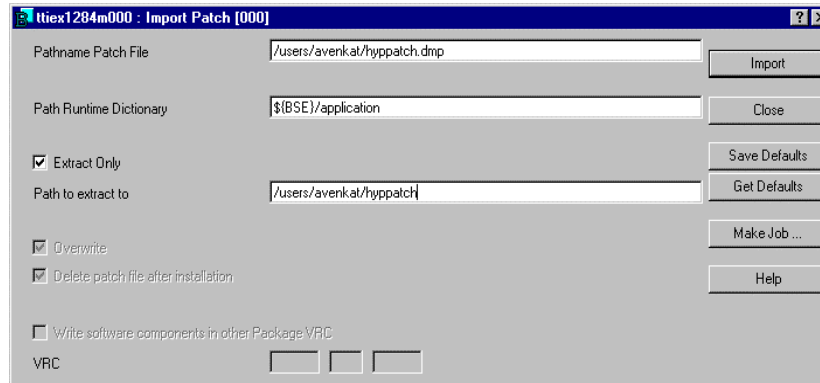 ttiex1284m000 : Import Patch [000]
Pathname Patch File /users/avenkat/hyppatch.dmp
Import
Path Runtime Dictionary ${BSE}/application
Close
Extract Only
Save Defaults
Path to extract to /users/avenkat/hyppatch
Get Defaults
Make Job ...
Overwrite
Delete patch file after installation
Help
Write software components in other Package VRC
VRC